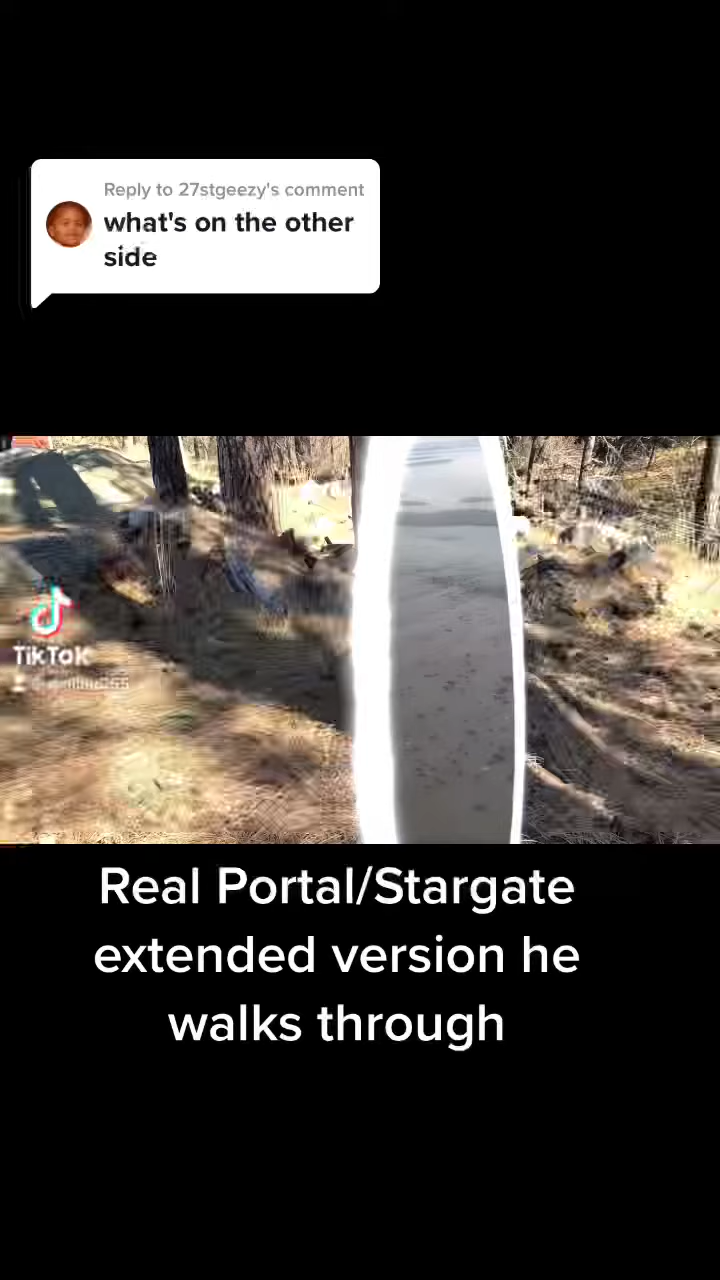 Reply to 27stgeezy's comment
what's on the other
side
TikTok
Real Portal/Stargate
extended version he
walks through